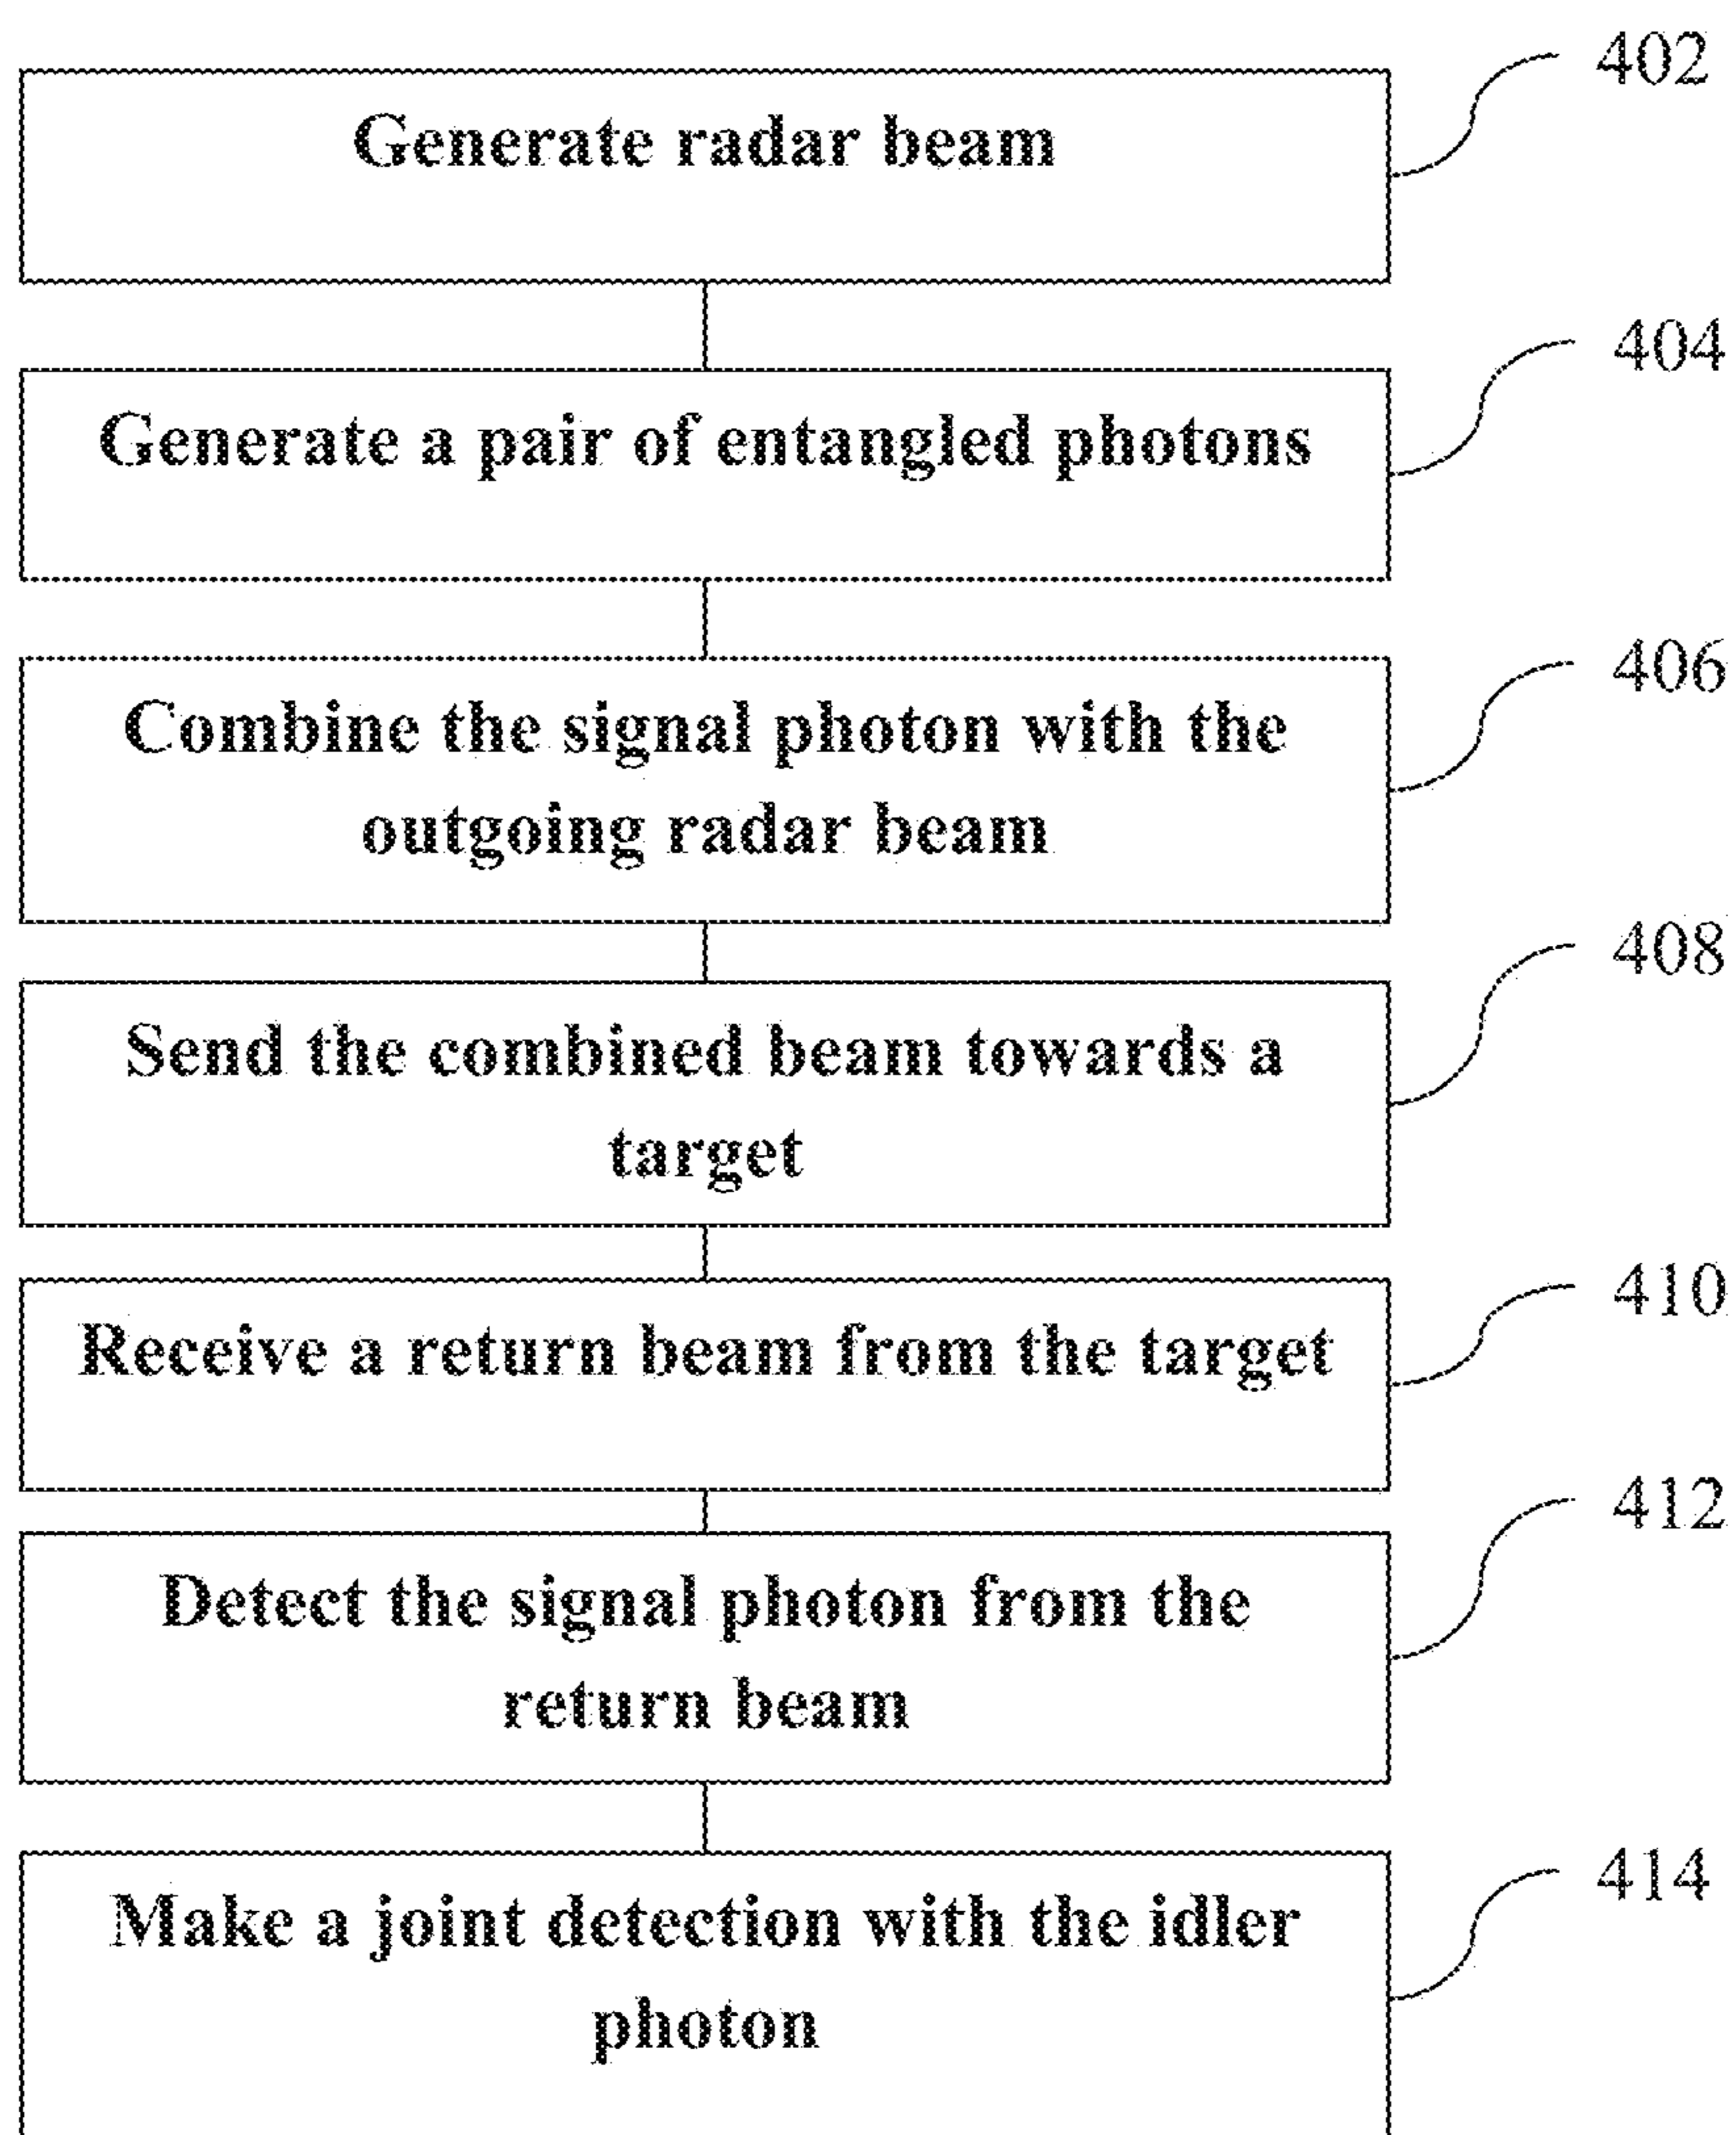 402
Generate radar beam
404
Generate a pair of entangled photons
406
Combine the signal photon with the
outgoing radar beam
408
Send the combined beam towards a
target
410
Receive a return beam from the target
412
Detect the signal photon from the
return beam
414
Make a joint detection with the idler
photon